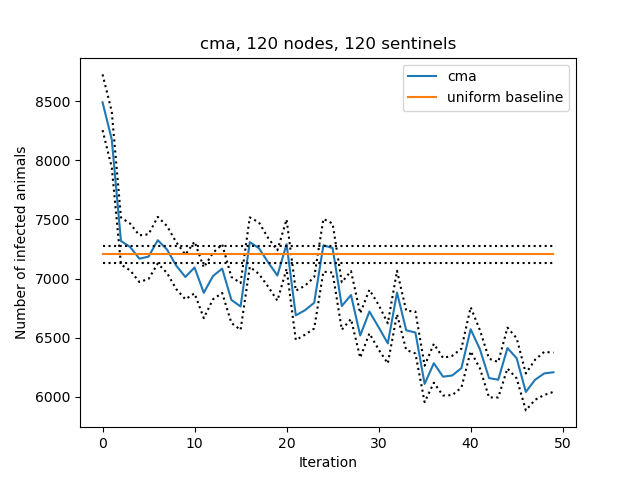 cma, 120 nodes, 120 sentinels
cma
uniform baseline
Number of infected animals
8500
8000
7500
7000
6500
6000
0 10 20 30 40 50
Iteration